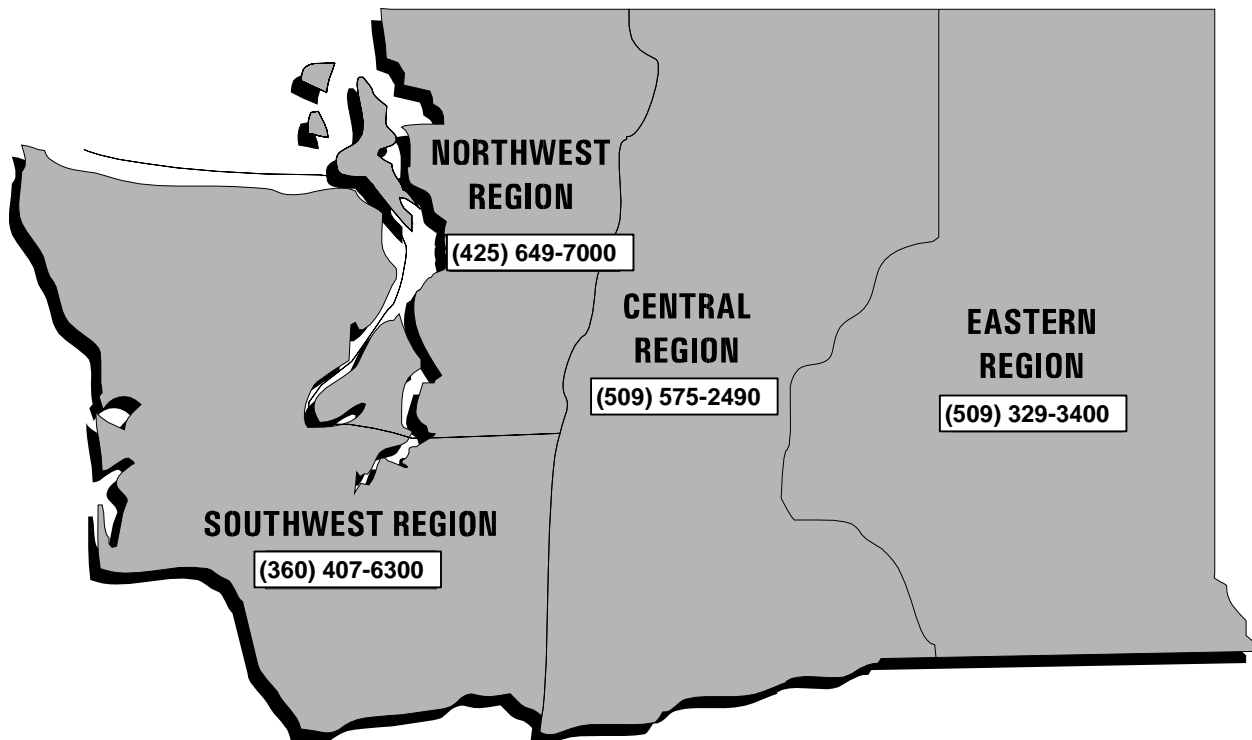 NORTHWEST
REGION
(425) 649-7000
CENTRAL
REGION
(509) 575-2490
EASTERN
REGION
(509) 329-3400
SOUTHWEST REGION
(360) 407-6300